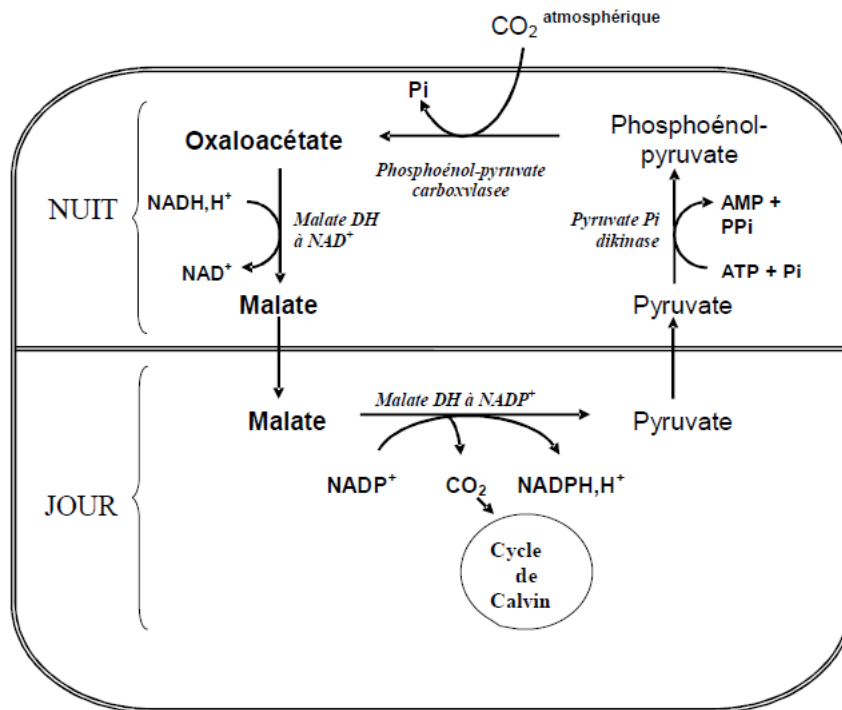 CO2 atmosphérique
Pi
Oxaloacétate
Phosphoénol-
pyruvate
Phosphoénol-pyruvate
carboxvlasee
NUIT
NADH,H+
Malate DH
à NAD+
NAD+
Pyruvate Pi
dikinase
AMP +
PPi
ATP + Pi
Malate
Pyruvate
JOUR
Malate
Malate DH à NADP+
Pyruvate
NADP+
CO2
NADPH,H+
Cycle
de
Calvin